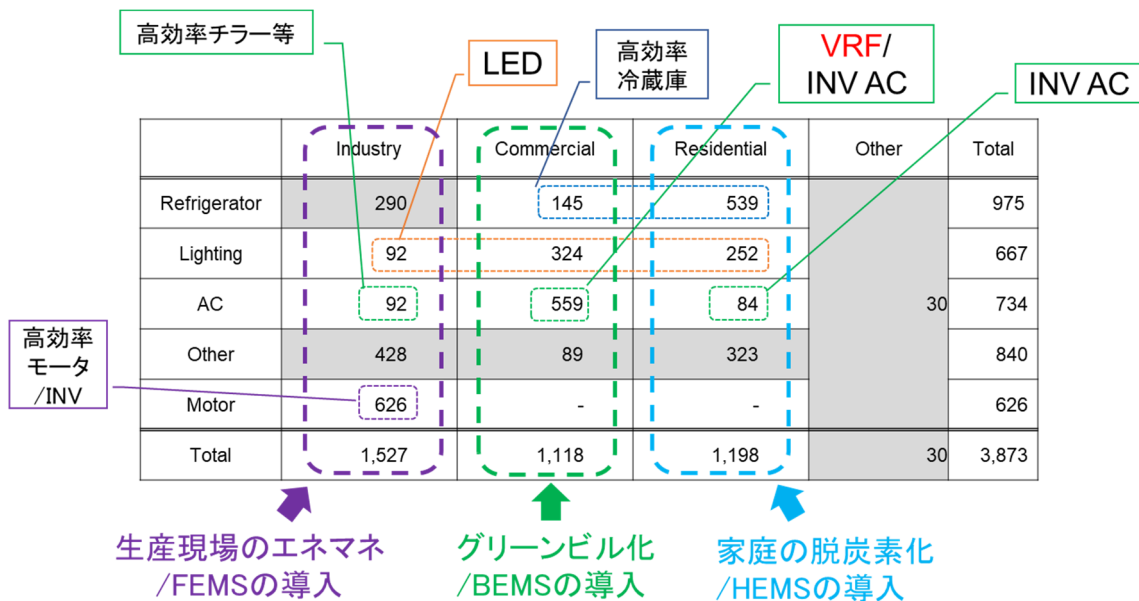 高効率チラー等
LED
高効率
冷蔵庫
VRF/
INV AC
INV AC
Industry Commercial Residential Other Total
Refrigerator 290 145 539 975
Lighting 92 324 252 667
AC 92 559 84 30 734
Other 428 89 323 840
Motor 626 - - 626
Total 1,527 1,118 1,198 30 3,873
高効率
モータ
/INV
生産現場のエネマネ
/FEMSの導入
グリーンビル化
/BEMSの導入
家庭の脱炭素化
/HEMSの導入